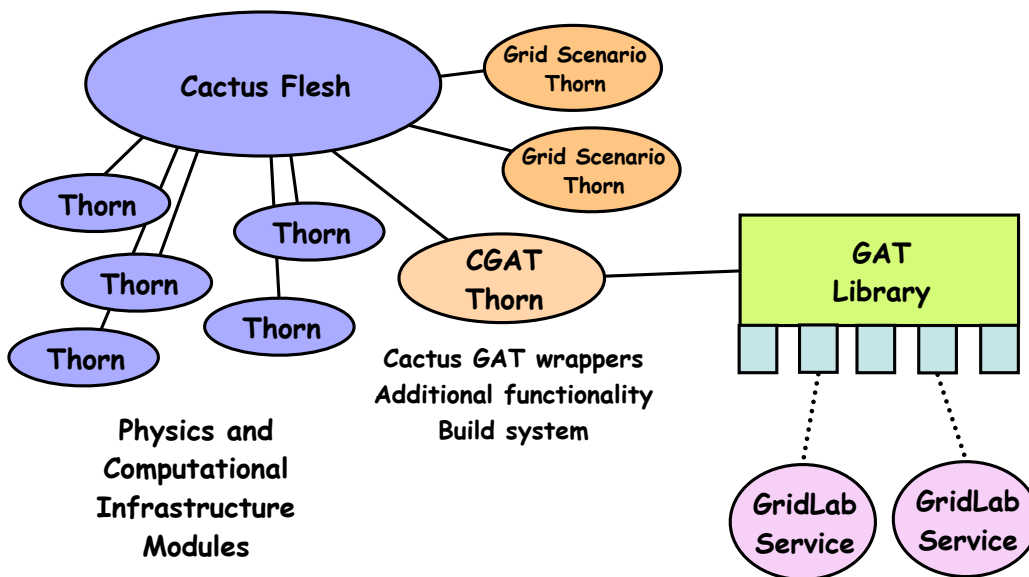 Cactus Flesh
Grid Scenario
Thorn
Grid Scenario
Thorn
Thorn
Thorn
Thorn
Thorn
Thorn
CGAT
Thorn
GAT
Library
Cactus GAT wrappers
Additional functionality
Build system
Physics and
Computational
Infrastructure
Modules
GridLab
Service
GridLab
Service